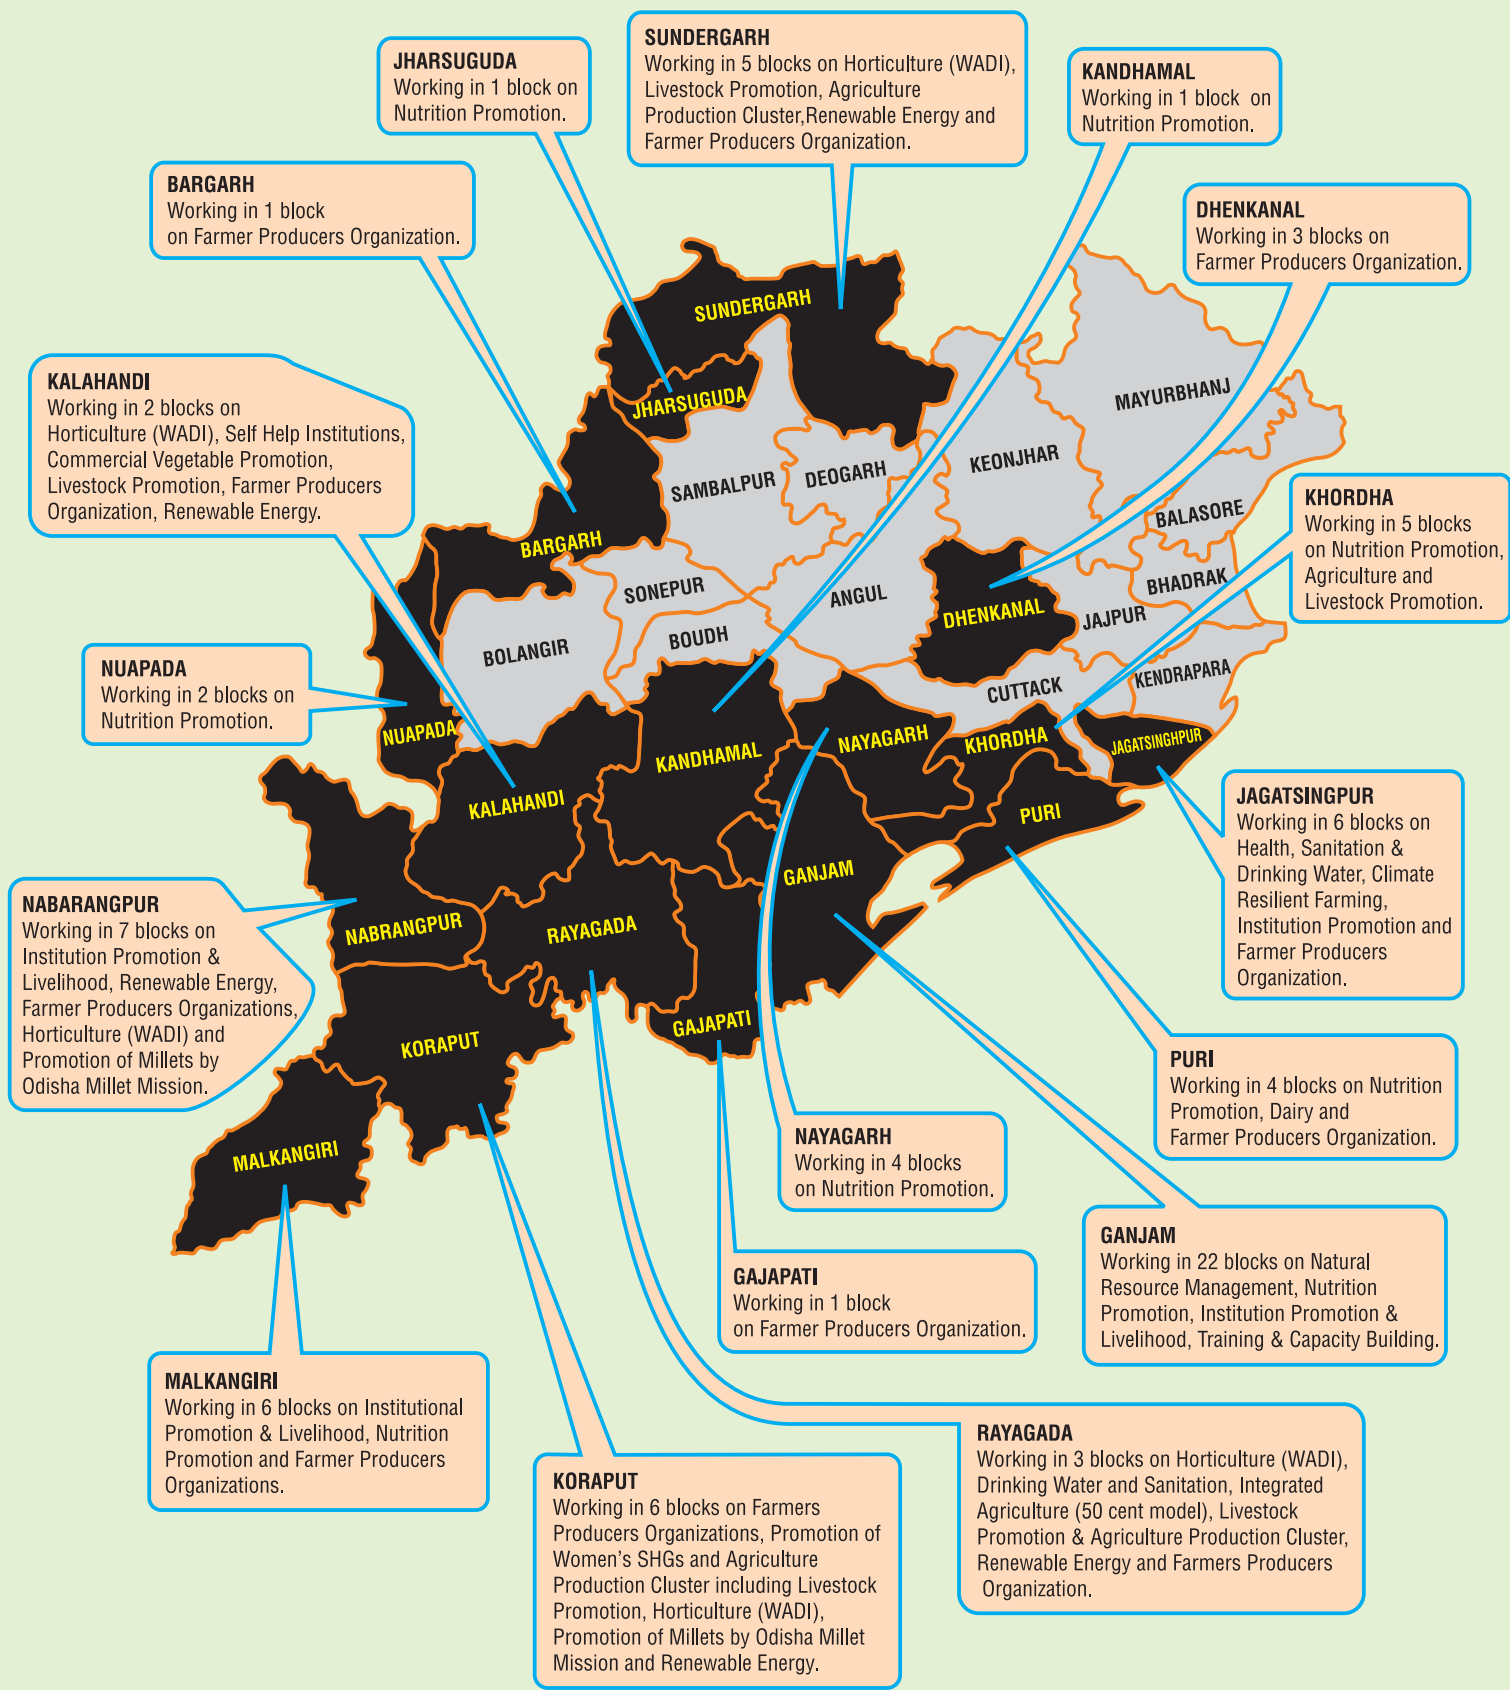 JHARSUGUDA
Working in 1 block on
Nutrition Promotion.
SUNDERGARH
Working in 5 blocks on Horticulture (WADI),
Livestock Promotion, Agriculture
Production Cluster,Renewable Energy and
Farmer Producers Organization.
KANDHAMAL
Working in 1 block on
Nutrition Promotion.
BARGARH
Working in 1 block
on Farmer Producers Organization.
DHENKANAL
Working in 3 blocks on
Farmer Producers Organization.
KALAHANDI
Working in 2 blocks on
Horticulture (WADI), Self Help Institutions,
Commercial Vegetable Promotion,
Livestock Promotion, Farmer Producers
Organization, Renewable Energy.
KHORDHA
Working in 5 blocks
on Nutrition Promotion,
Agriculture and
Livestock Promotion.
NUAPADA
Working in 2 blocks on
Nutrition Promotion.
SUNDERGARH
JHARSUGUDA
MAYURBHANJ
KEONJHAR
DEOGARH
SAMBALPUR
BALASORE
BARGARH
BHADRAK
SONEPUR
ANGUL
DHENKANAL
JAJPUR
BOUDH
BOLANGIR
KENDRAPARA
CUTTACK
NUAPADA
KANDHAMAL
NAYAGARH
KHORDHA
JAGATSINGHPUR
KALAHANDI
PURI
GANJAM
NABRANGPUR
RAYAGADA
GAJAPATI
KORAPUT
MALKANGIRI
JAGATSINGPUR
Working in 6 blocks on
Health, Sanitation &
Drinking Water, Climate
Resilient Farming,
Institution Promotion and
Farmer Producers
Organization.
NABARANGPUR
Working in 7 blocks on
Institution Promotion &
Livelihood, Renewable Energy,
Farmer Producers Organizations,
Horticulture (WADI) and
Promotion of Millets by
Odisha Millet Mission.
PURI
Working in 4 blocks on Nutrition
Promotion, Dairy and
Farmer Producers Organization.
NAYAGARH
Working in 4 blocks
on Nutrition Promotion.
GANJAM
Working in 22 blocks on Natural
Resource Management, Nutrition
Promotion, Institution Promotion &
Livelihood, Training & Capacity Building.
GAJAPATI
Working in 1 block
on Farmer Producers Organization.
MALKANGIRI
Working in 6 blocks on Institutional
Promotion & Livelihood, Nutrition
Promotion and Farmer Producers
Organizations.
RAYAGADA
Working in 3 blocks on Horticulture (WADI),
Drinking Water and Sanitation, Integrated
Agriculture (50 cent model), Livestock
Promotion & Agriculture Production Cluster,
Renewable Energy and Farmers Producers
Organization.
KORAPUT
Working in 6 blocks on Farmers
Producers Organizations, Promotion of
Women’s SHGs and Agriculture
Production Cluster including Livestock
Promotion, Horticulture (WADI),
Promotion of Millets by Odisha Millet
Mission and Renewable Energy.